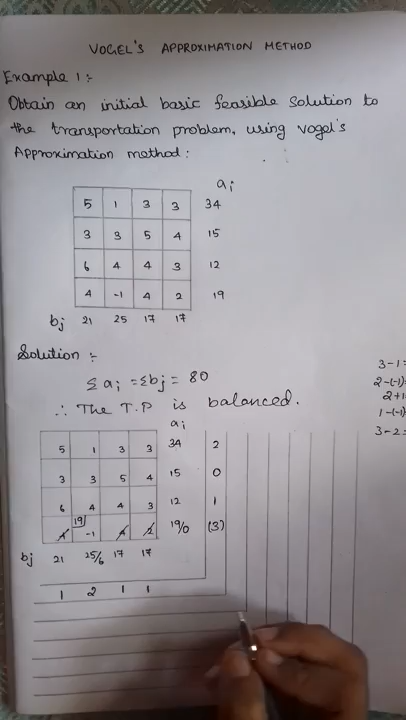 VOGEL'S APPROXIMATION METHOD
Example 1 :-
Obtain an initial basic feasible solution to
the transportation problem, using Vogel's
Approximation method :
ai
5 1 3 3 34
3 3 5 4 15
6 4 4 3 12
4 -1 4 2 19
bj 21 25 17 17
Solution :-
Σai = Σbj = 80
∴ The T.P is balanced.
ai
5 1 3 3 34 2
3 3 5 4 15 0
6 4 4 3 12 1
19
4 -1 4 2 19/0 (3)
bj 21 25/6 17 17
1 2 1 1
3-1=
2-(-1)=
2+1
1-(-1)
3-2=